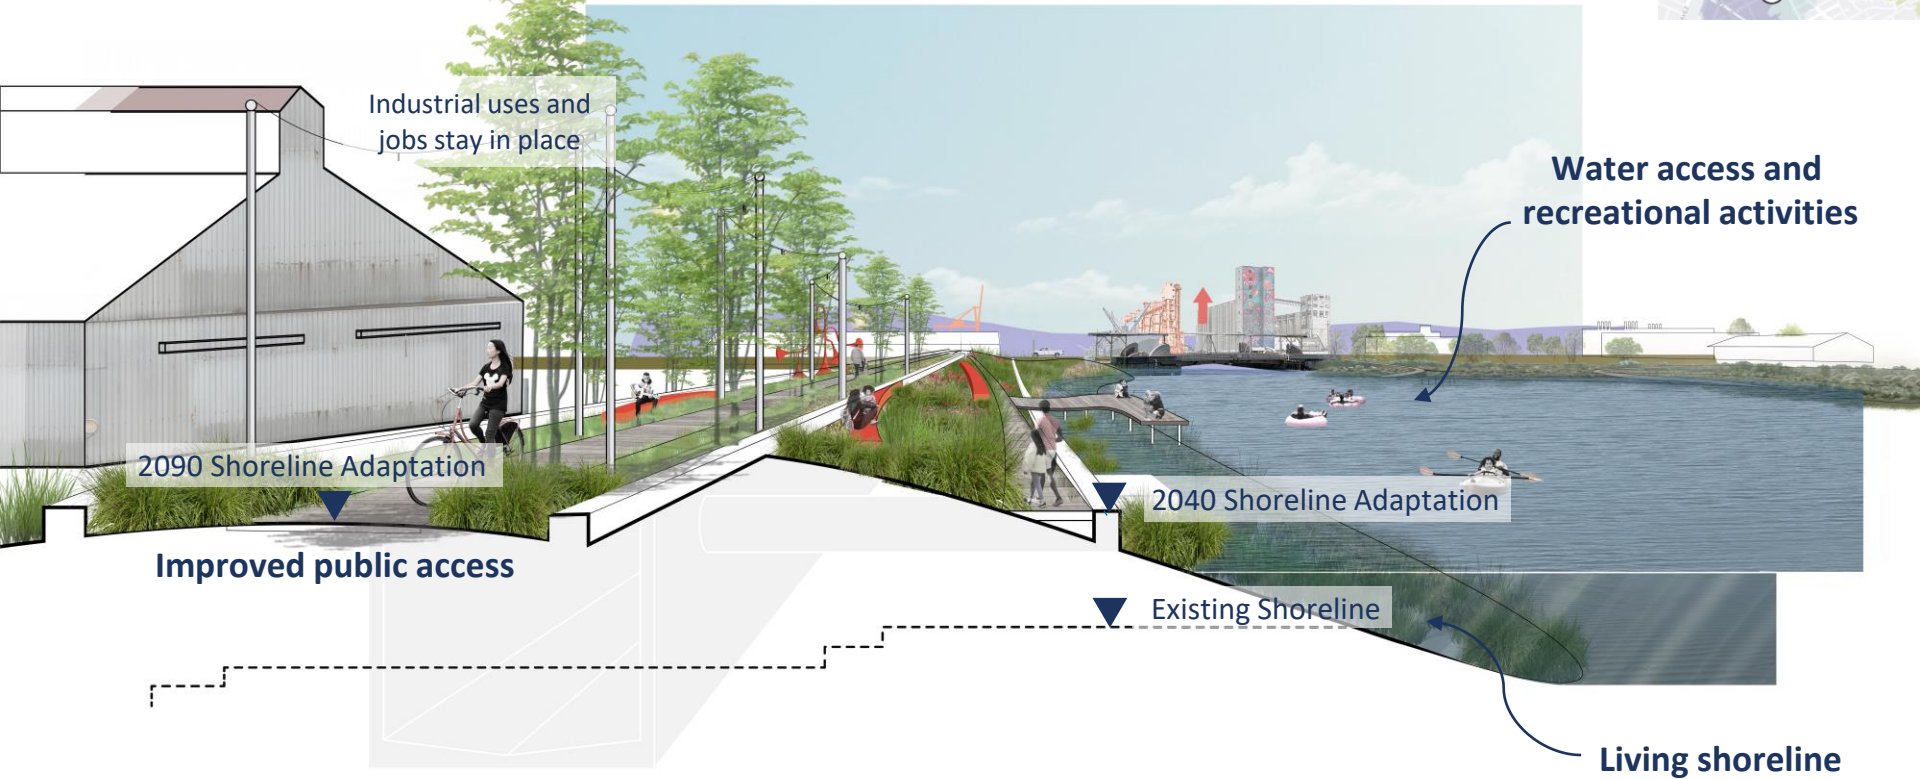 Industrial uses and
jobs stay in place
Water access and
recreational activities
2090 Shoreline Adaptation
2040 Shoreline Adaptation
Improved public access
Existing Shoreline
Living shoreline